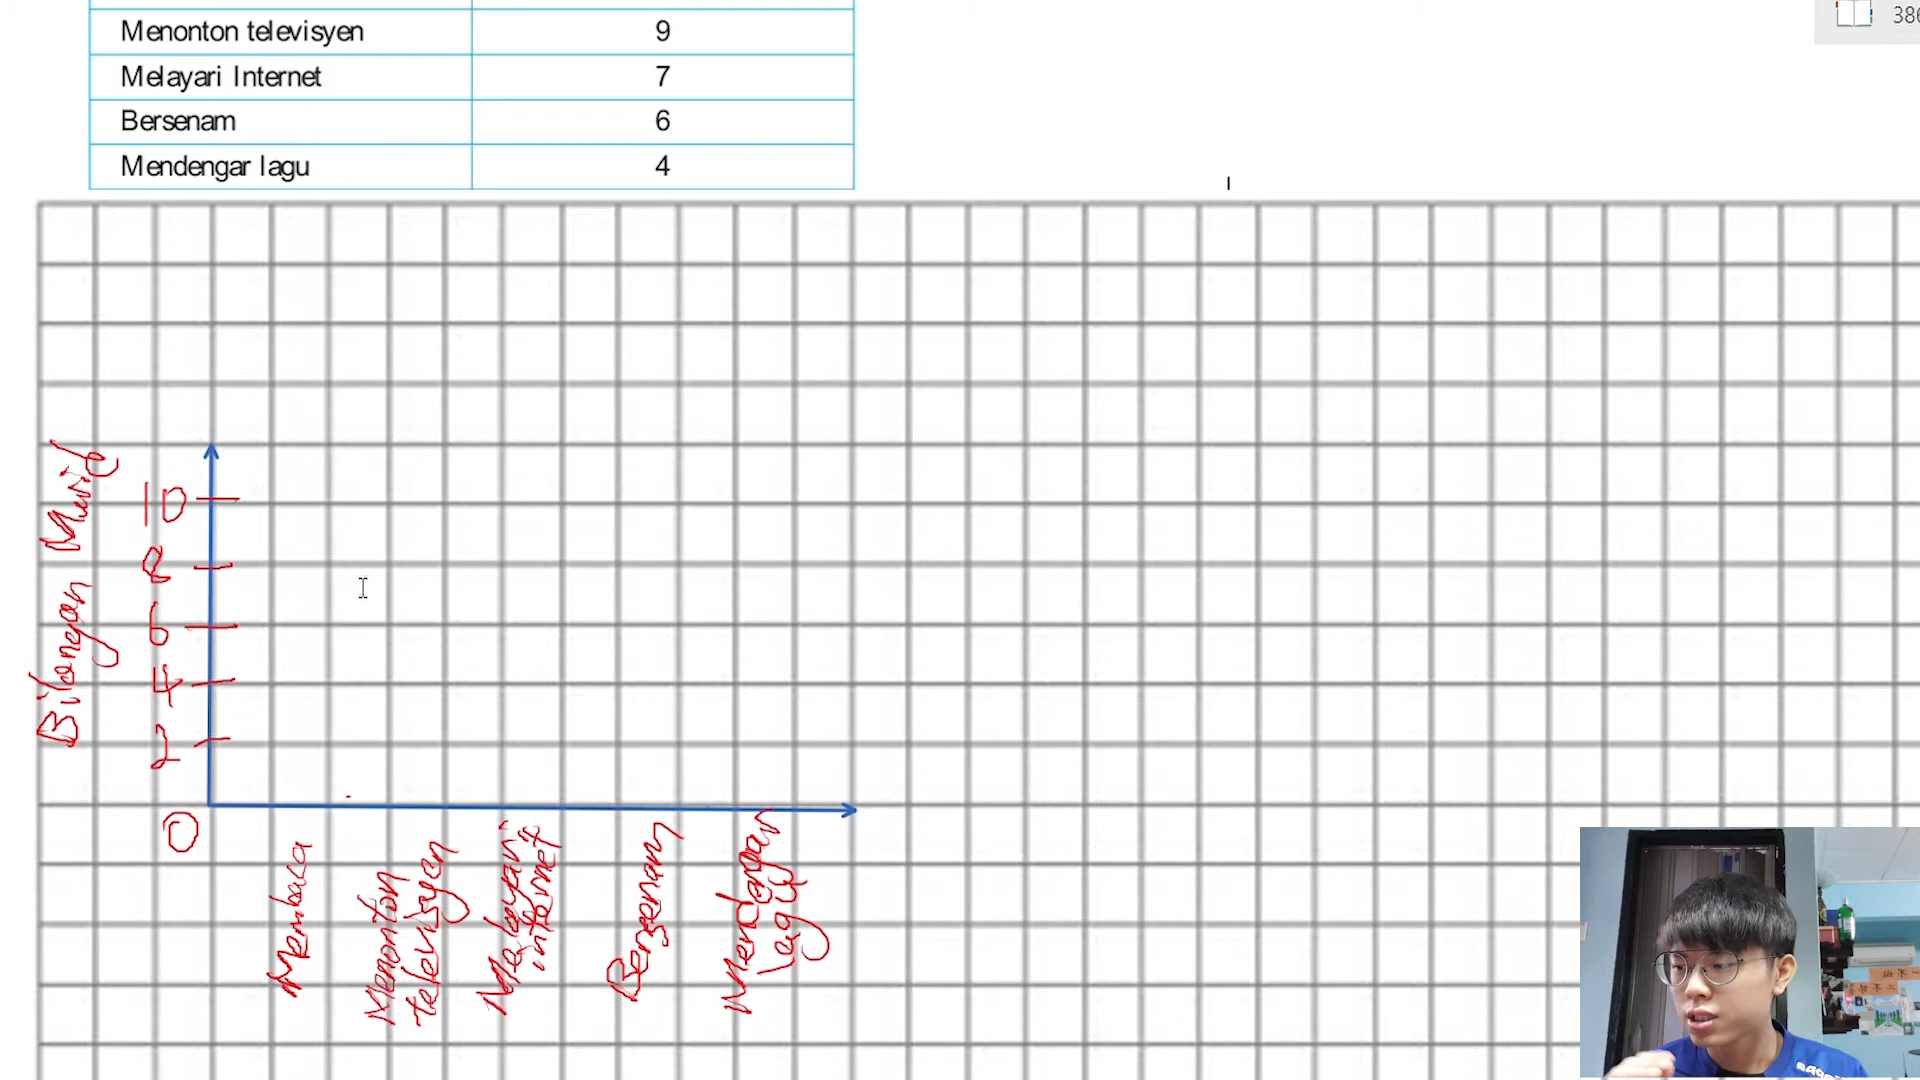 386
Menonton televisyen 9
Melayari Internet 7
Bersenam 6
Mendengar lagu 4
Bilangan Murid
10
8
6
4
2
0
Membaca
Menonton
televisyen
Melayari
internet
Bersenam
Mendengar
lagu